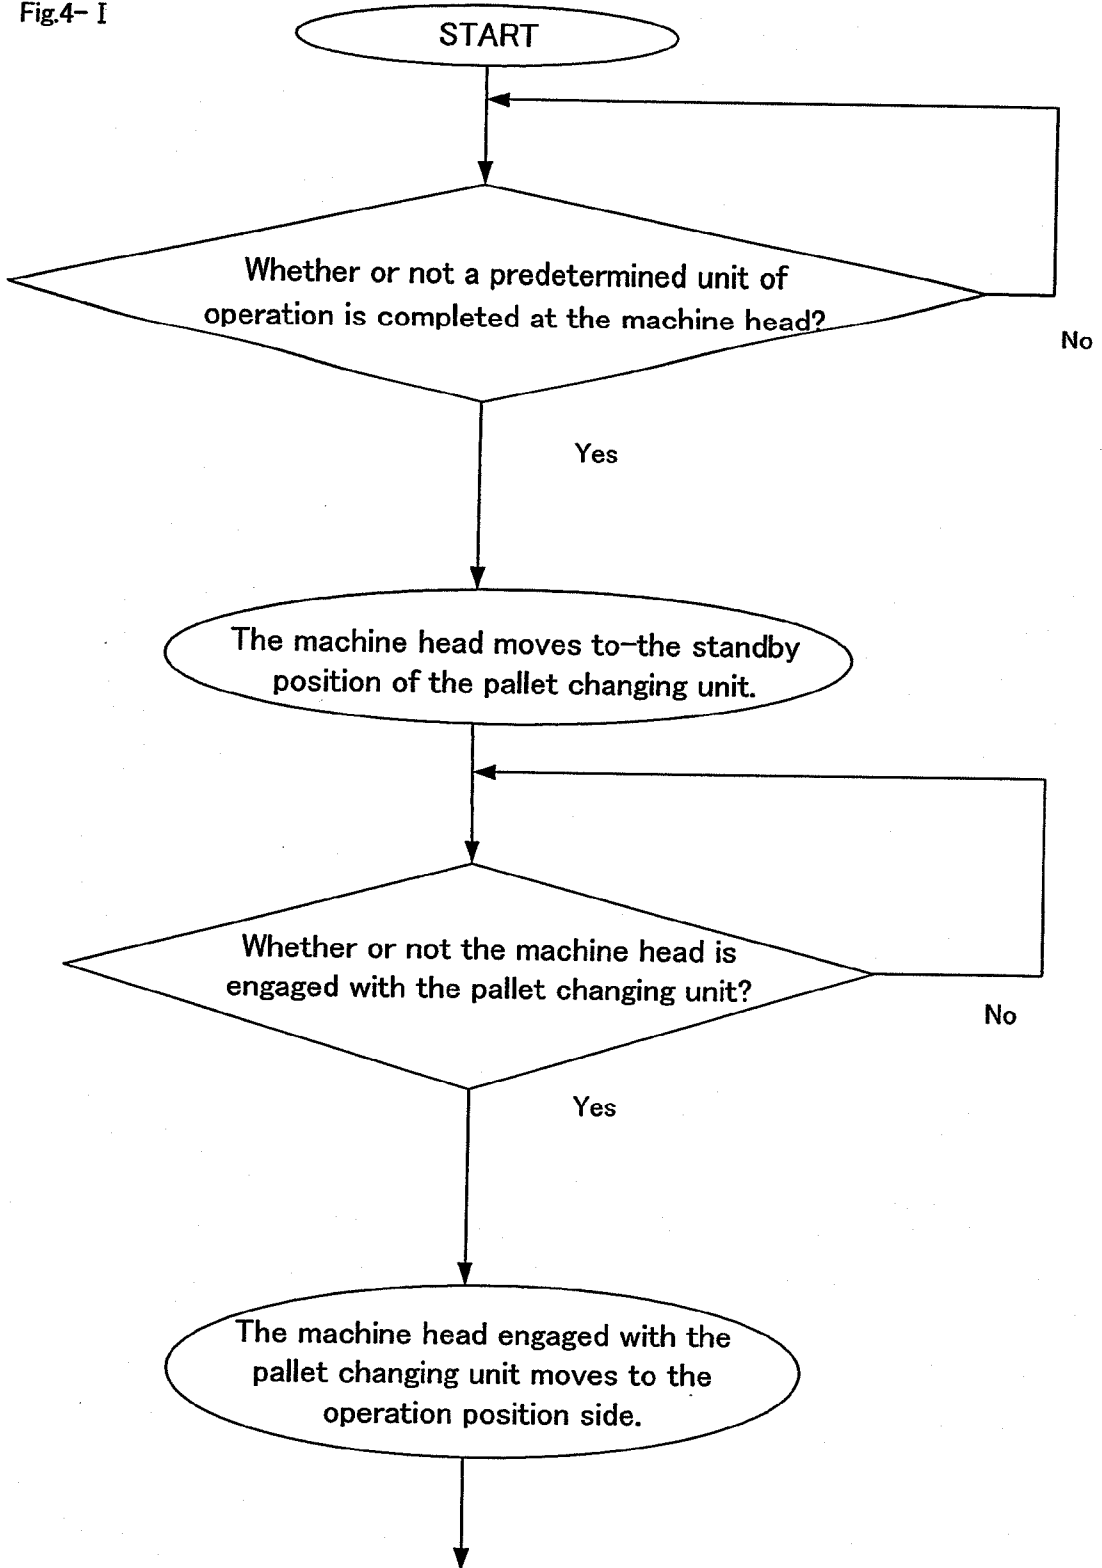 Fig.4- I
START
Whether or not a predetermined unit of
operation is completed at the machine head?
No
Yes
The machine head moves to-the standby
position of the pallet changing unit.
Whether or not the machine head is
engaged with the pallet changing unit?
No
Yes
The machine head engaged with the
pallet changing unit moves to the
operation position side.